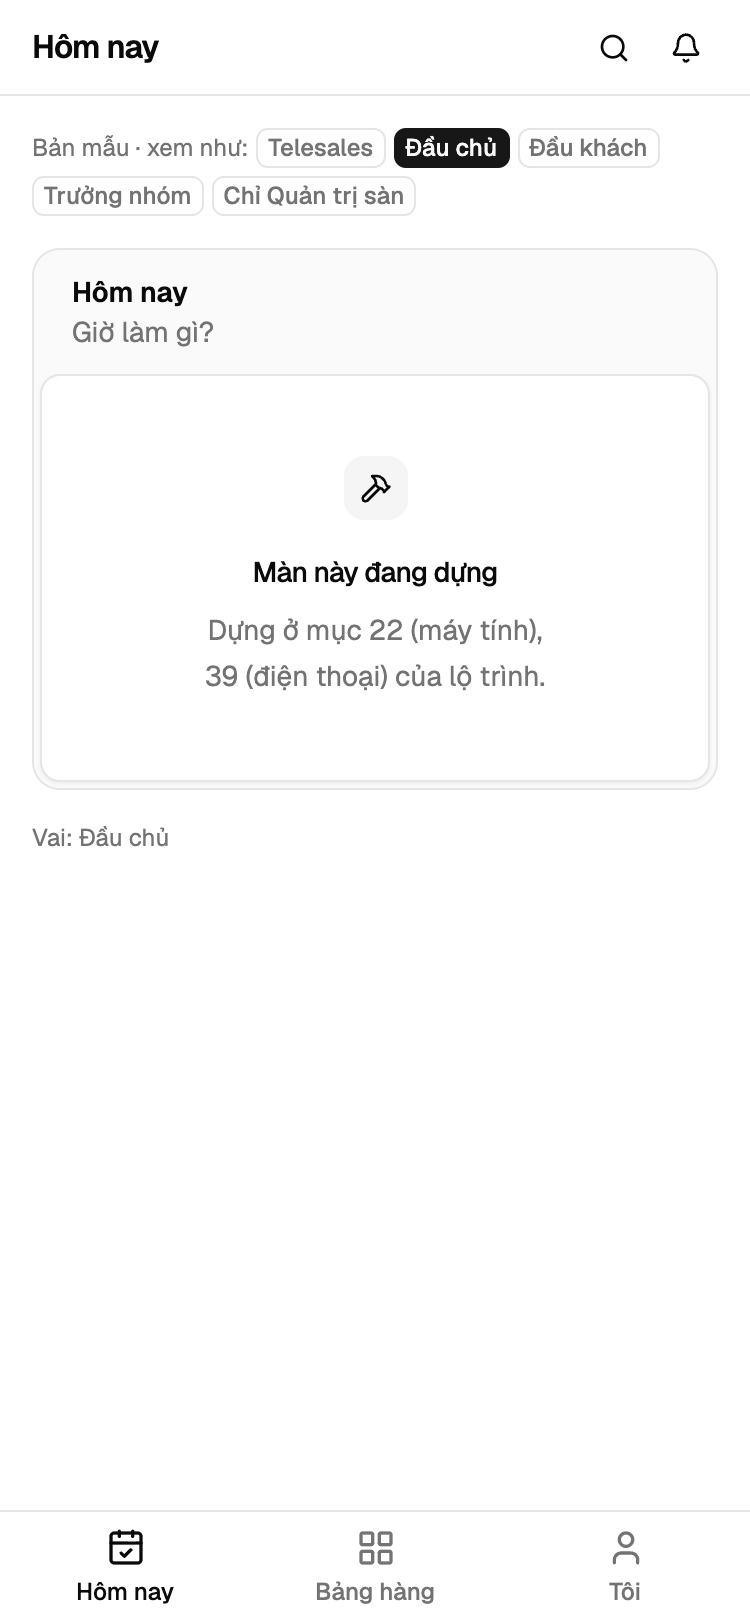 Hôm nay
Bản mẫu · xem như: Telesales Đầu chủ Đầu khách
Trưởng nhóm Chỉ Quản trị sàn
Hôm nay
Giờ làm gì?
Màn này đang dựng
Dựng ở mục 22 (máy tính),
39 (điện thoại) của lộ trình.
Vai: Đầu chủ
Hôm nay Bảng hàng Tôi